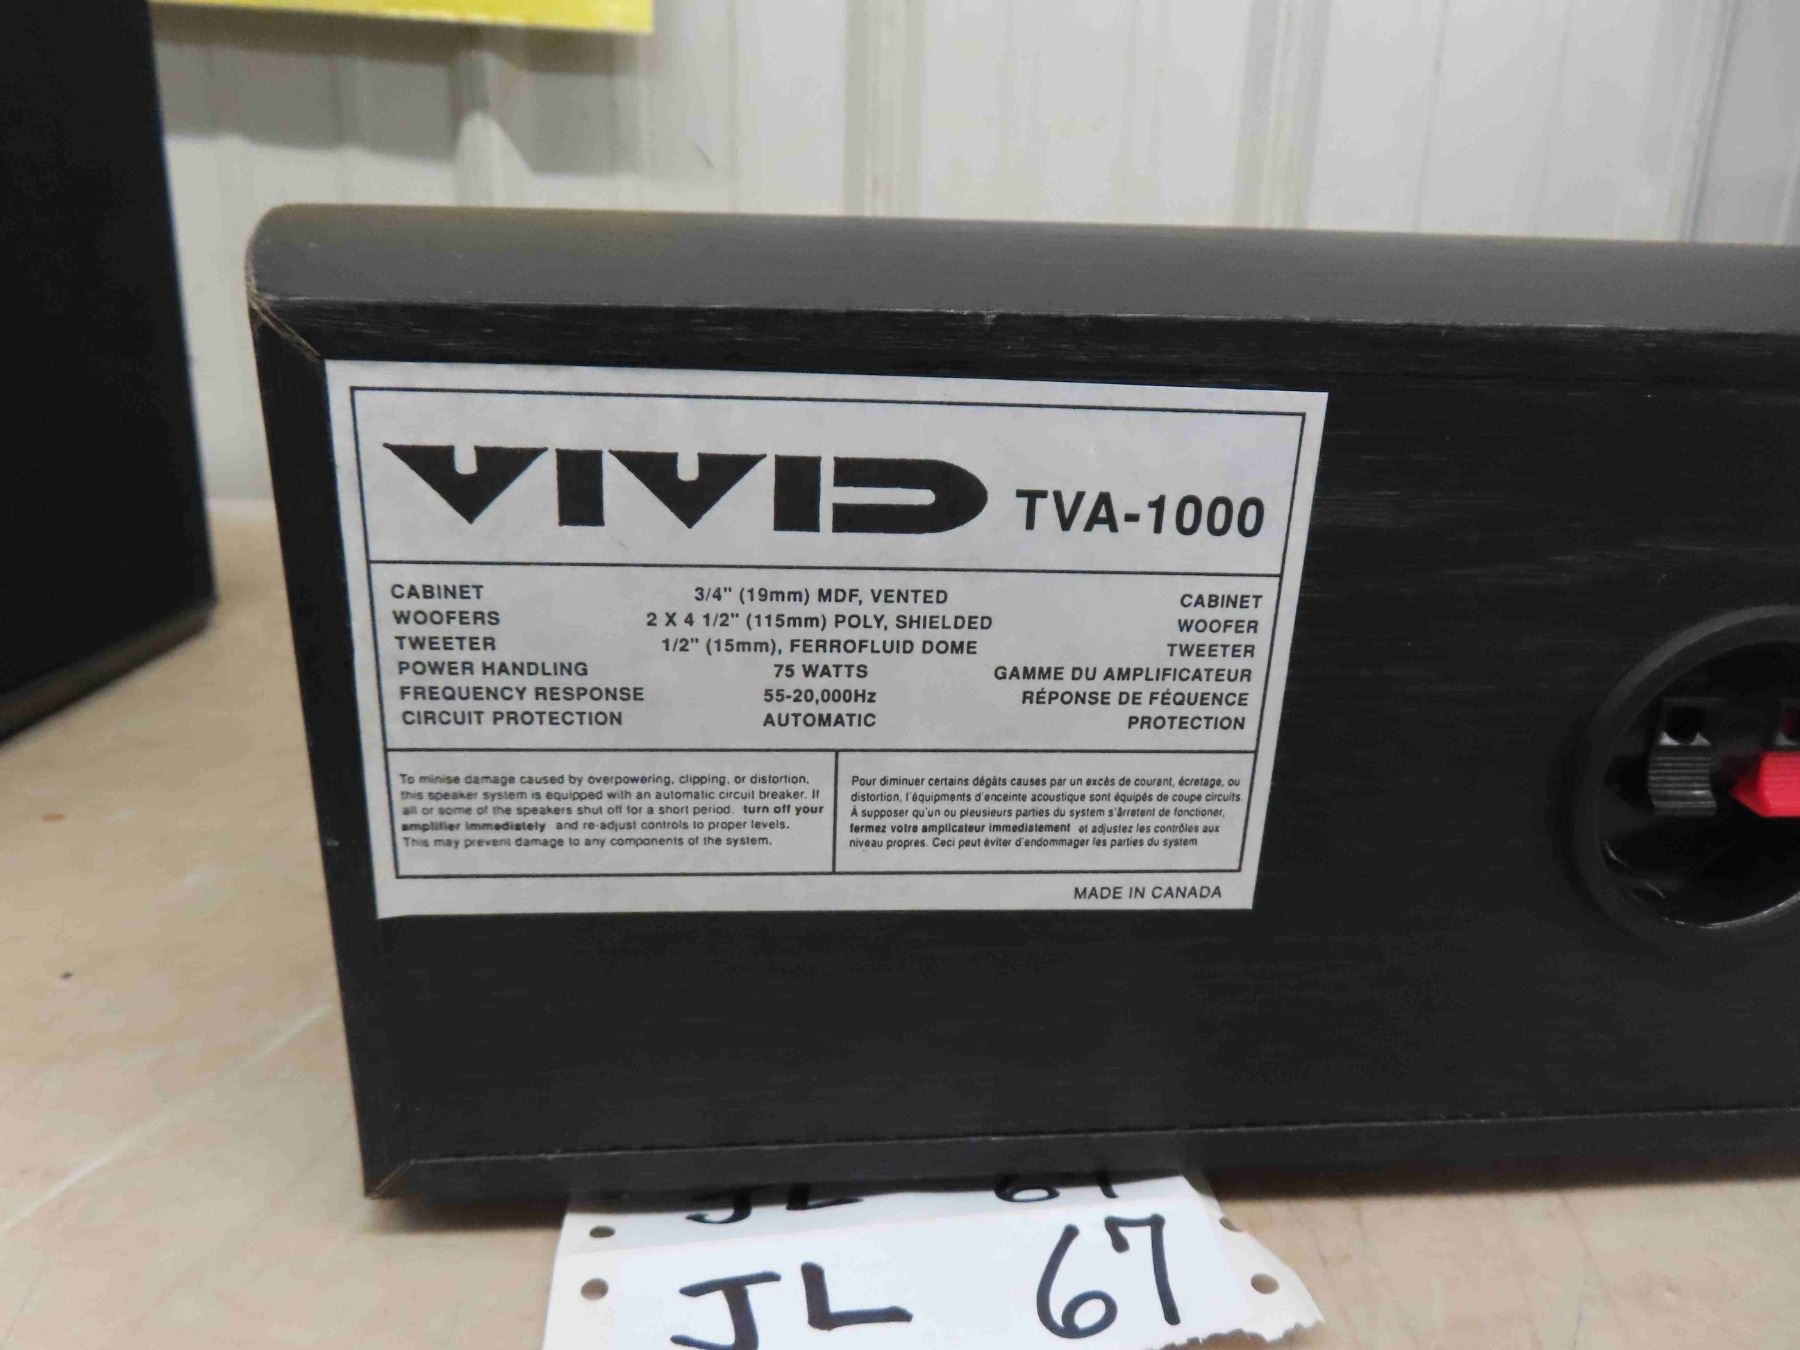 VIVID TVA-1000
CABINET 3/4" (19mm) MDF, VENTED CABINET
WOOFERS 2 X 4 1/2" (115mm) POLY, SHIELDED WOOFER
TWEETER 1/2" (15mm), FERROFLUID DOME TWEETER
POWER HANDLING 75 WATTS GAMME DU AMPLIFICATEUR
FREQUENCY RESPONSE 55-20,000Hz RÉPONSE DE FÉQUENCE
CIRCUIT PROTECTION AUTOMATIC PROTECTION
To minise damage caused by overpowering, clipping, or distortion,
this speaker system is equipped with an automatic circuit breaker. If
all or some of the speakers shut off for a short period, turn off your
amplifier immediately and re-adjust controls to proper levels.
This may prevent damage to any components of the system.
Pour diminuer certains dégâts causes par un excès de courant, écretage, ou
distortion, l'équipments d'enceinte acoustique sont équipés de coupe circuits.
À supposer qu'un ou pleusieurs parties du system s'àrretent de fonctioner,
fermez votre amplicateur immediatement et adjustez les contrôles aux
niveau propres. Ceci peut éviter d'endommager les parties du system
MADE IN CANADA
JL 67
JL 67